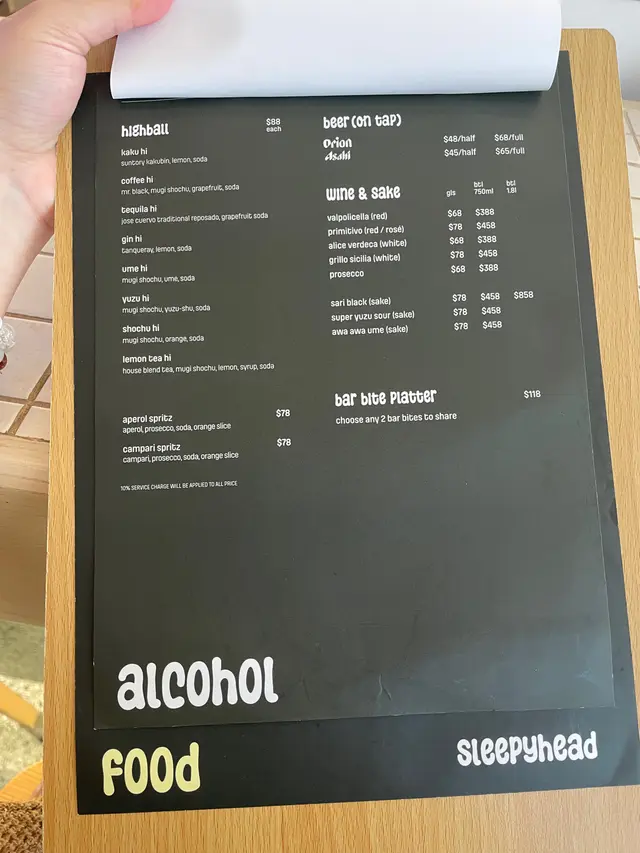 highball $88
each
kaku hi
suntory kakubin, lemon, soda
coffee hi
mr. black, mugi shochu, grapefruit, soda
tequila hi
jose cuervo traditional reposado, grapefruit soda
gin hi
tanqueray, lemon, soda
ume hi
mugi shochu, ume, soda
yuzu hi
mugi shochu, yuzu-shu, soda
shochu hi
mugi shochu, orange, soda
lemon tea hi
house blend tea, mugi shochu, lemon, syrup, soda
aperol spritz $78
aperol, prosecco, soda, orange slice
campari spritz $78
campari, prosecco, soda, orange slice
10% SERVICE CHARGE WILL BE APPLIED TO ALL PRICE
beer (on tap)
Orion $48/half $68/full
Asahi $45/half $65/full
wine & sake gls btl 750ml btl 1.8l
valpolicella (red) $68 $388
primitivo (red / rosé) $78 $458
alice verdeca (white) $68 $388
grillo sicilia (white) $78 $458
prosecco $68 $388
sari black (sake) $78 $458 $858
super yuzu sour (sake) $78 $458
awa awa ume (sake) $78 $458
bar bite platter $118
choose any 2 bar bites to share
alcohol
food
sleepyhead